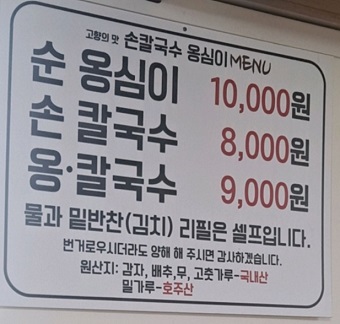 고향의 맛 손칼국수 옹심이 MENU
순 옹심이 10,000원
손 칼국수 8,000원
옹·칼국수 9,000원
물과 밑반찬(김치) 리필은 셀프입니다.
번거로우시더라도 양해 해 주시면 감사하겠습니다.
원산지: 감자, 배추,무, 고춧가루-국내산
밀가루-호주산